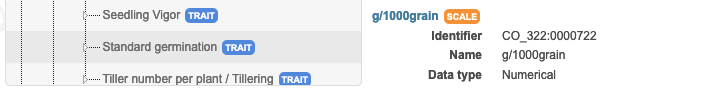 Seedling Vigor TRAIT
Standard germination TRAIT
Tiller number per plant / Tillering TRAIT
g/1000grain SCALE
Identifier CO_322:0000722
Name g/1000grain
Data type Numerical